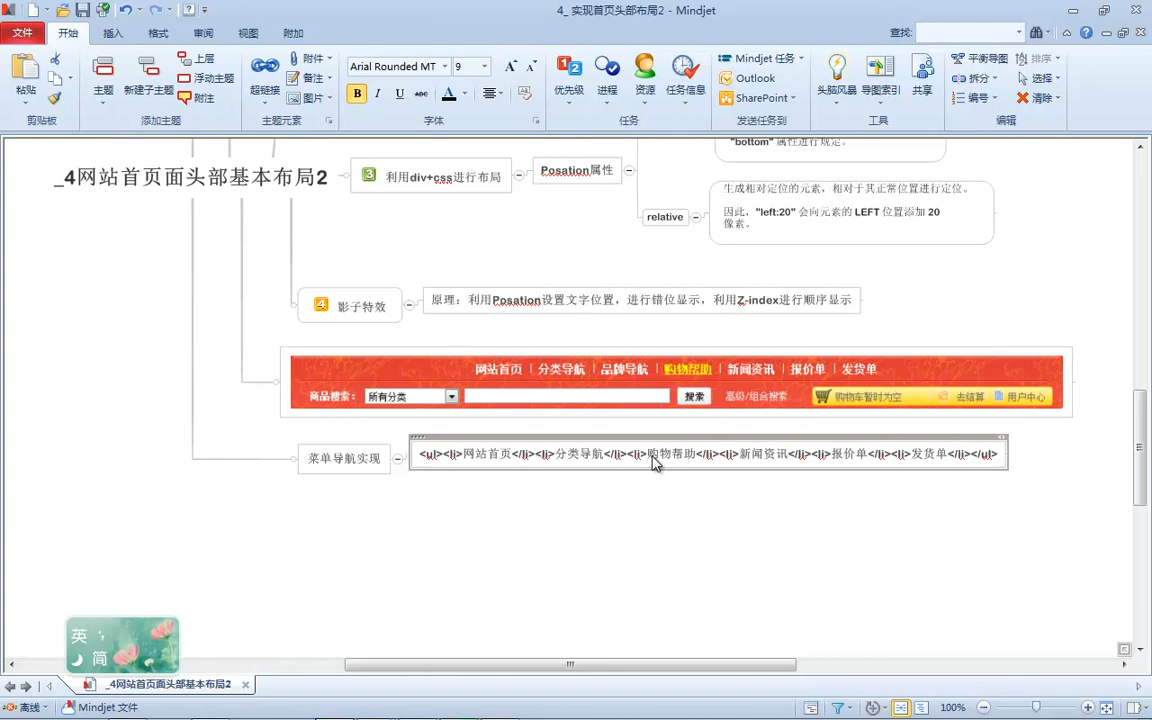 4_ 实现首页头部布局2 - Mindjet
文件 开始 插入 格式 审阅 视图 附加 查找:
粘贴 主题 新建子主题 上层 浮动主题 附注 超链接 附件 备注 图片 Arial Rounded MT 9 优先级 进程 资源 任务信息 Mindjet 任务 Outlook SharePoint 头脑风暴 导图索引 共享 平衡导图 排序 拆分 选择 编号 清除
B I U ABC A
剪贴板 添加主题 主题元素 字体 任务 发送任务到 工具 编辑
"bottom" 属性进行规定。
_4网站首页面头部基本布局2
3 利用div+css进行布局
Posation属性
生成相对定位的元素，相对于其正常位置进行定位。
relative
因此，"left:20" 会向元素的 LEFT 位置添加 20
像素。
4 影子特效
原理：利用Posation设置文字位置，进行错位显示，利用Z-index进行顺序显示
网站首页 | 分类导航 | 品牌导航 | 购物帮助 | 新闻资讯 | 报价单 | 发货单
商品搜索： 所有分类 搜索 高级/组合搜索 购物车暂时为空 去结算 用户中心
菜单导航实现
<ul><li>网站首页</li><li>分类导航</li><li>购物帮助</li><li>新闻资讯</li><li>报价单</li><li>发货单</li></ul>
英 ·,
简
_4网站首页面头部基本布局2
离线 Mindjet 文件 100%